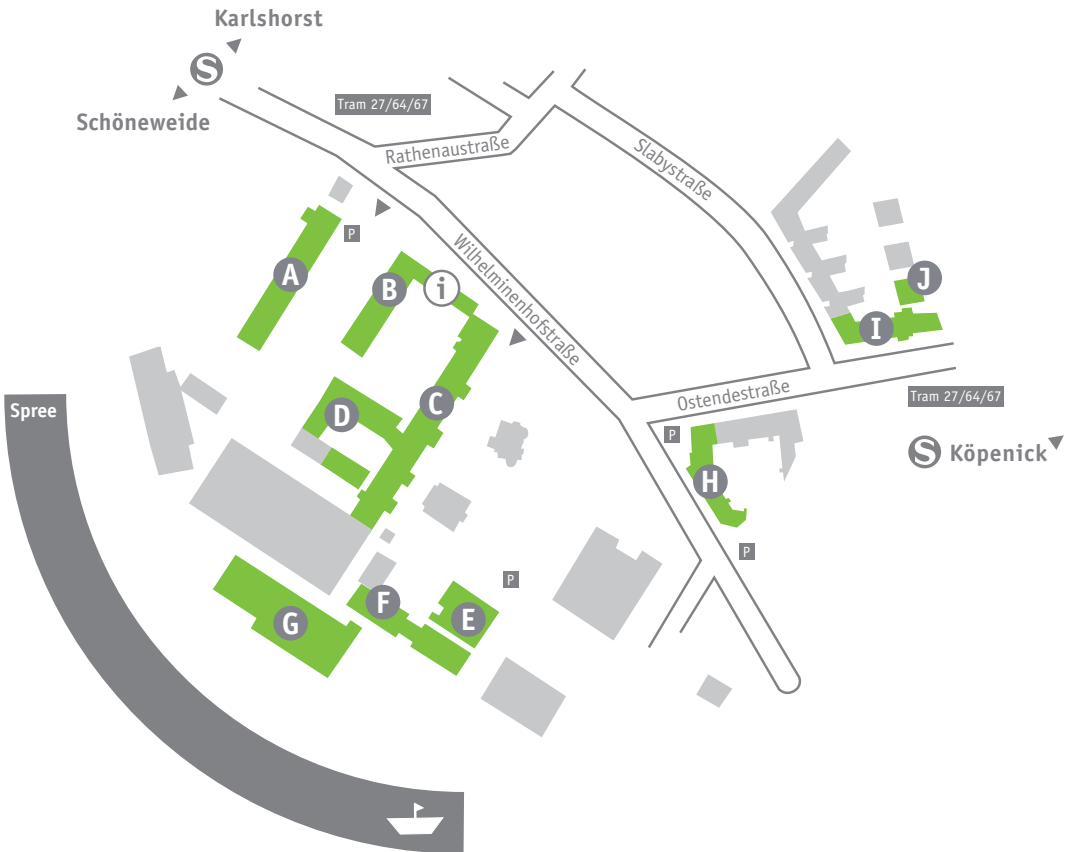 Karlshorst
S
Schöneweide
Tram 27/64/67
Rathenaustraße
Slabystraße
P
Wilhelminenhofstraße
A
B
i
J
I
C
D
Spree
Ostendestraße
Tram 27/64/67
P
S Köpenick
H
P
P
F
E
G